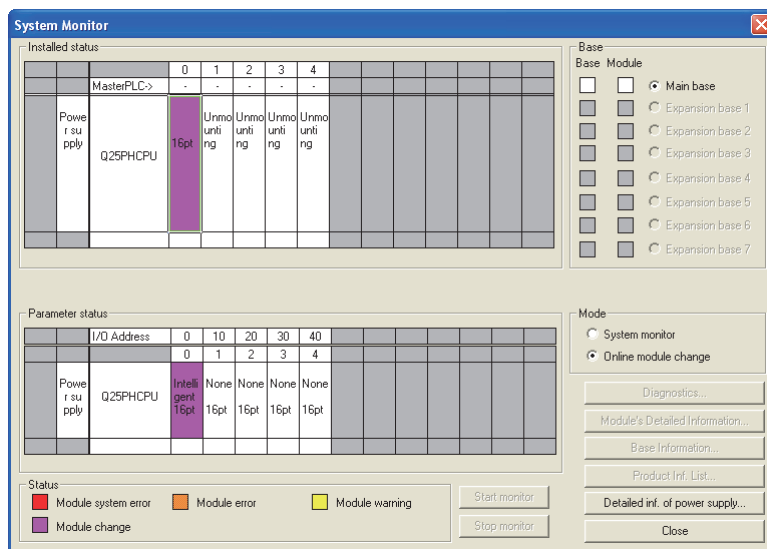 System Monitor
Installed status
0 1 2 3 4
MasterPLC-> - - - - -
Powe
r su
pply
Q25PHCPU
16pt
Unmo
unti
ng
Unmo
unti
ng
Unmo
unti
ng
Unmo
unti
ng
Base
Base Module
Main base
Expansion base 1
Expansion base 2
Expansion base 3
Expansion base 4
Expansion base 5
Expansion base 6
Expansion base 7
Parameter status
I/O Address 0 10 20 30 40
0 1 2 3 4
Powe
r su
pply
Q25PHCPU
Intelli
gent
16pt
None
16pt
None
16pt
None
16pt
None
16pt
Mode
System monitor
Online module change
Diagnostics...
Module's Detailed Information...
Base Information...
Product Inf. List...
Detailed inf. of power supply...
Close
Status
Module system error
Module error
Module warning
Module change
Start monitor
Stop monitor